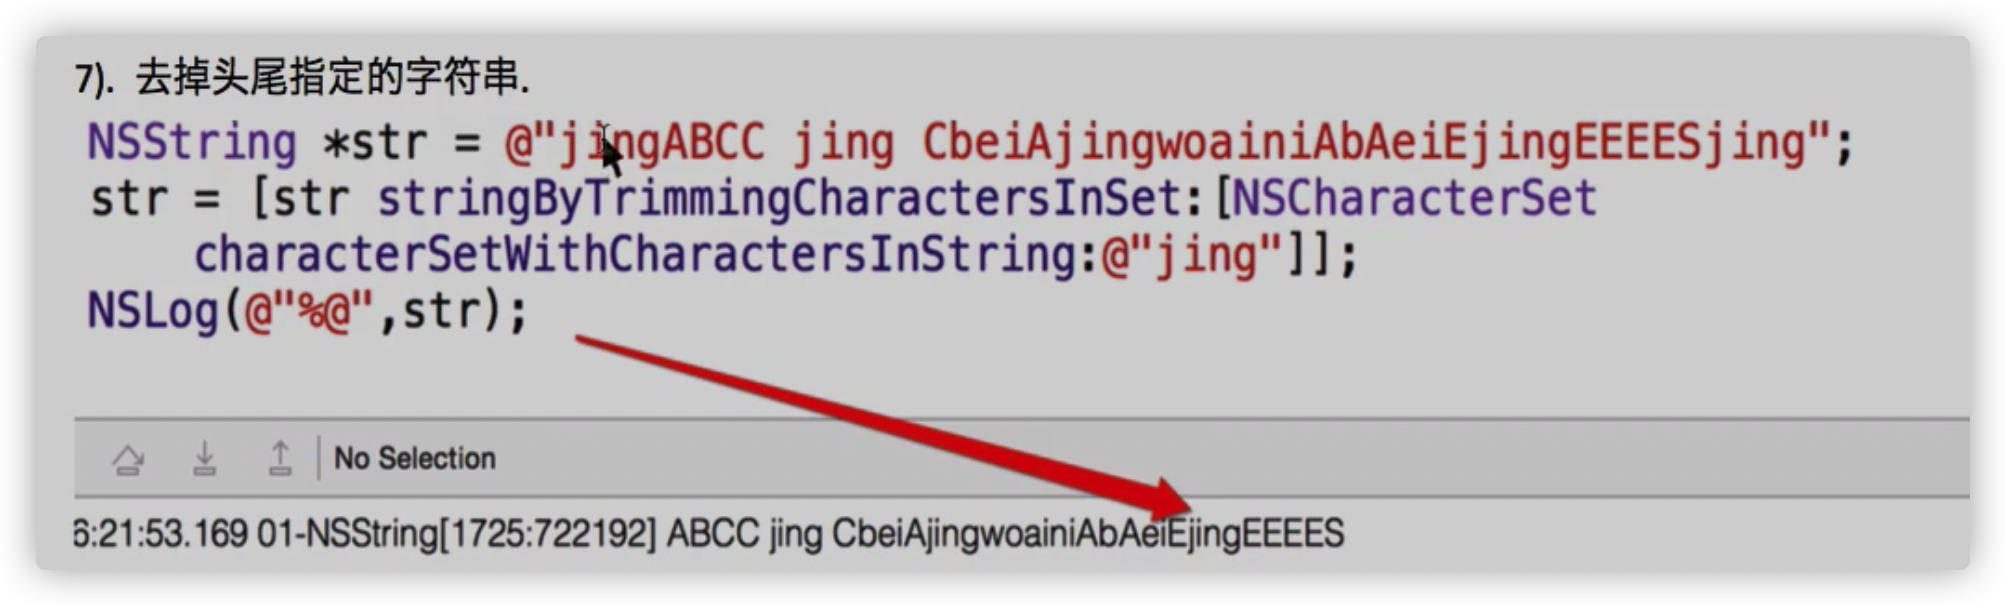 7). 去掉头尾指定的字符串.
NSString *str = @"jingABCC jing CbeiAjingwoainiAbAeiEjingEEEESjing";
str = [str stringByTrimmingCharactersInSet:[NSCharacterSet
characterSetWithCharactersInString:@"jing"]];
NSLog(@"%@",str);
No Selection
6:21:53.169 01-NSString[1725:722192] ABCC jing CbeiAjingwoainiAbAeiEjingEEEES